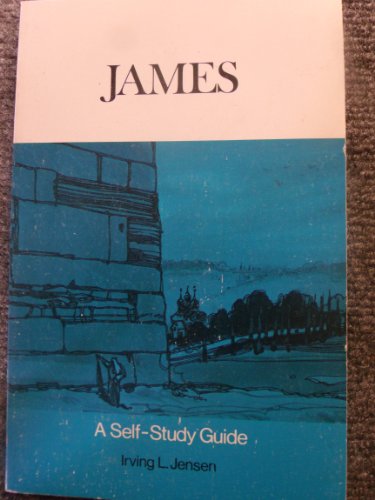 JAMES
A Self-Study Guide
Irving L. Jensen